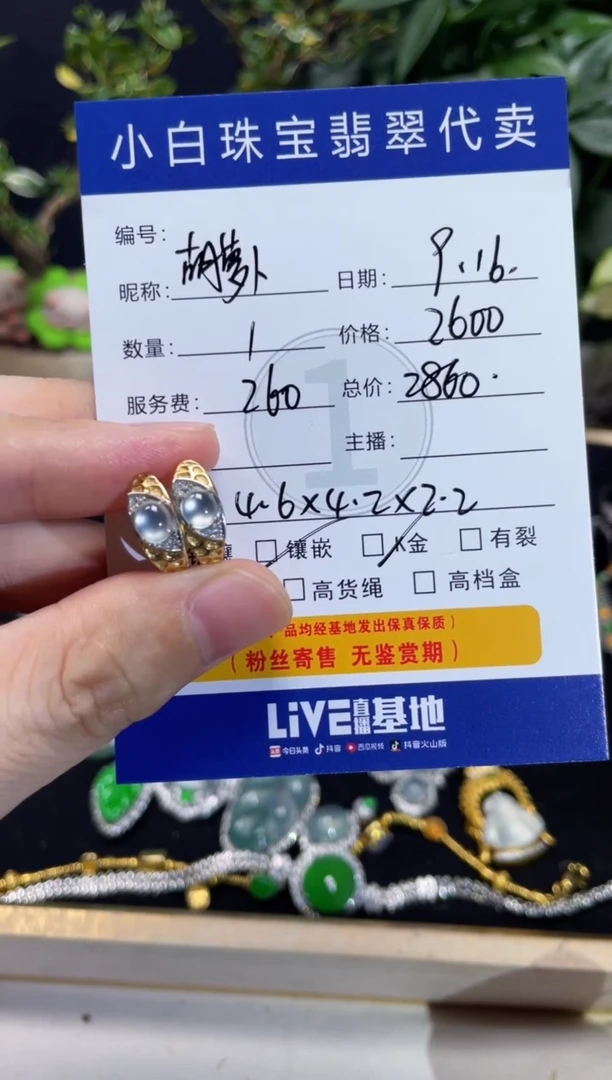 小白珠宝翡翠代卖
编号:
昵称: 胡萝卜 日期: 9.16.
数量: 1 价格: 2600
服务费: 260 总价: 2860.
主播:
4.6×4.2×2.2
镶 □ 镶嵌 □ K金 □ 有裂
□ 高货绳 □ 高档盒
品均经基地发出保真保质)
(粉丝寄售 无鉴赏期)
LiVE直播基地
头条 今日头条 抖音 西瓜视频 抖音火山版
1